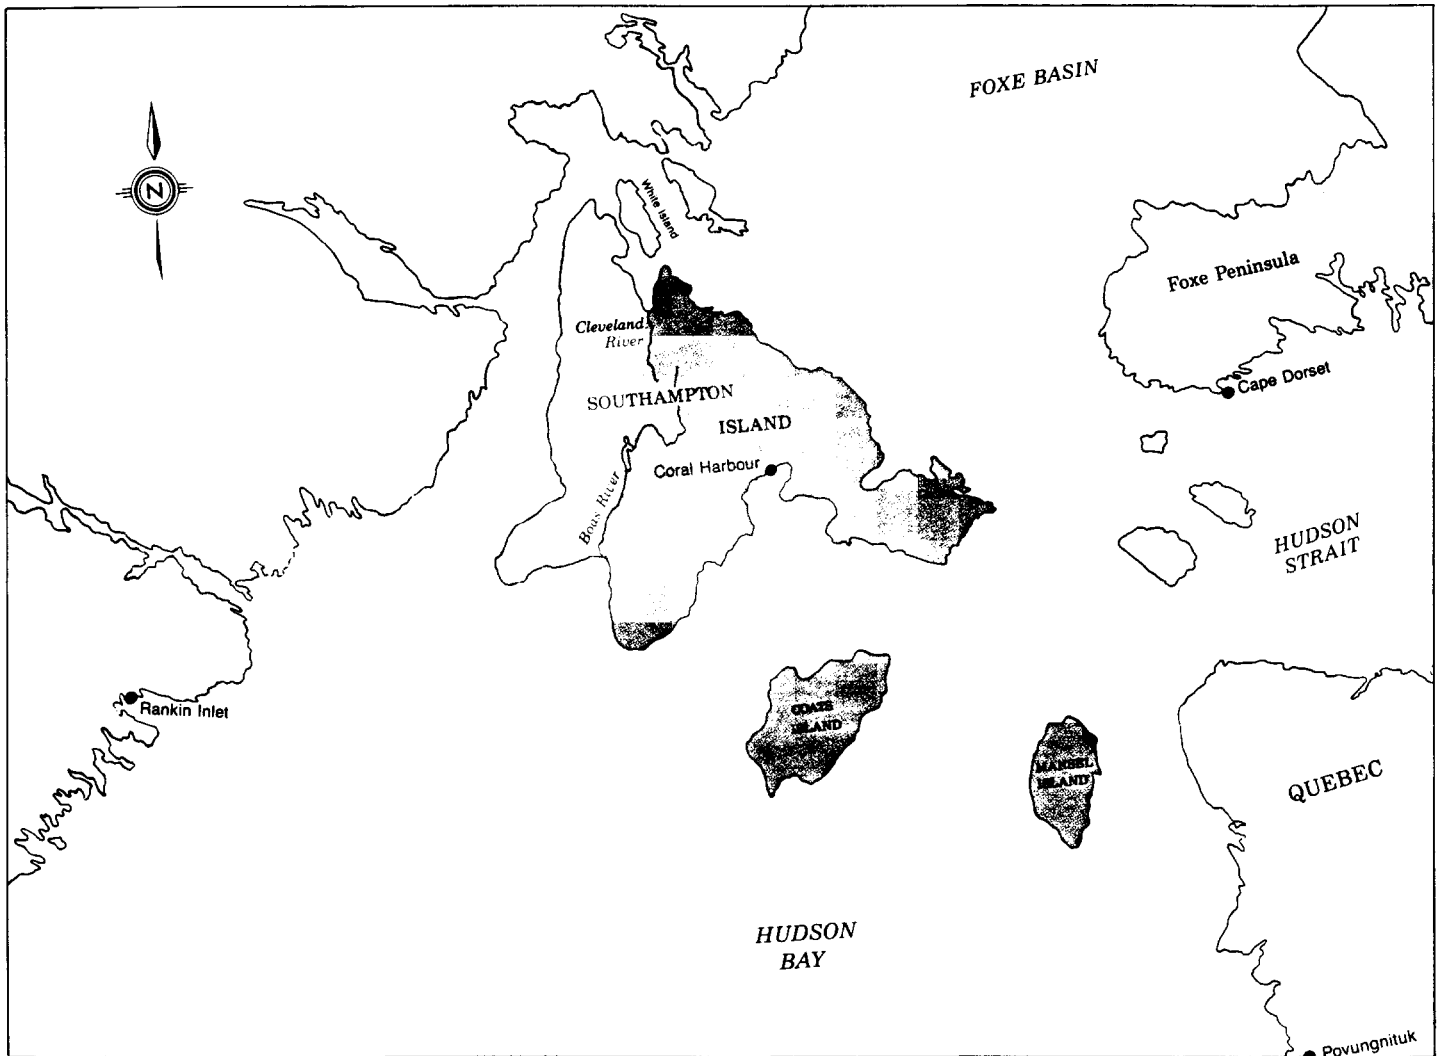 FOXE BASIN
N
White Island
Foxe Peninsula
Cleveland
River
Cape Dorset
SOUTHAMPTON
ISLAND
Coral Harbour
Boas River
HUDSON
STRAIT
Rankin Inlet
COATS
ISLAND
MANSEL
ISLAND
QUEBEC
HUDSON
BAY
Povungnituk